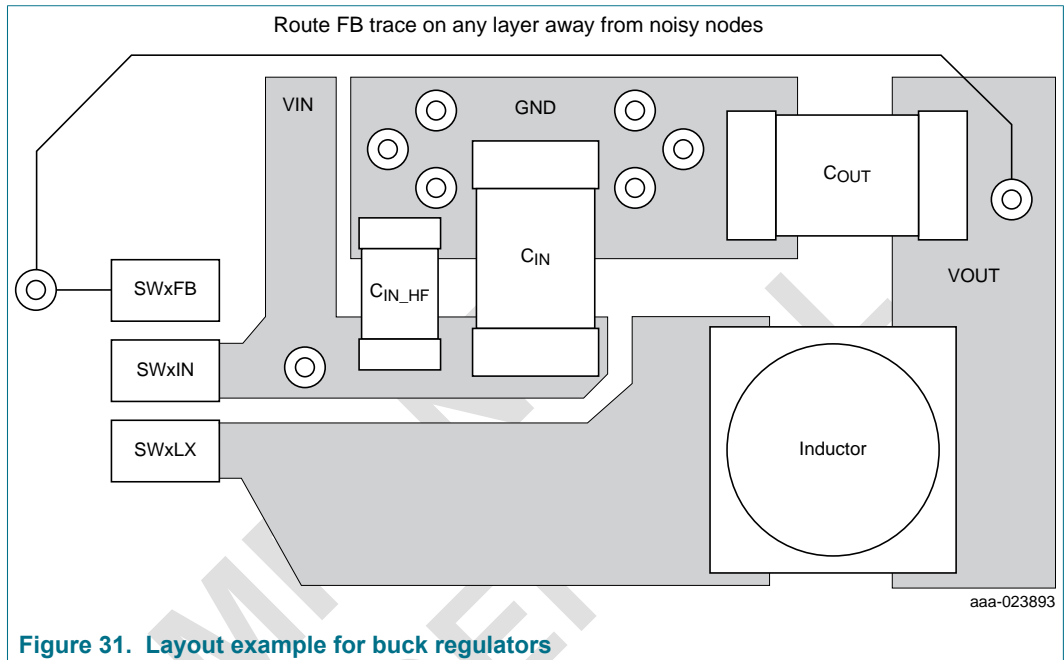 Route FB trace on any layer away from noisy nodes
VIN
GND
COUT
CIN
CIN_HF
SWxFB
VOUT
SWxIN
SWxLX
Inductor
aaa-023893
Figure 31. Layout example for buck regulators